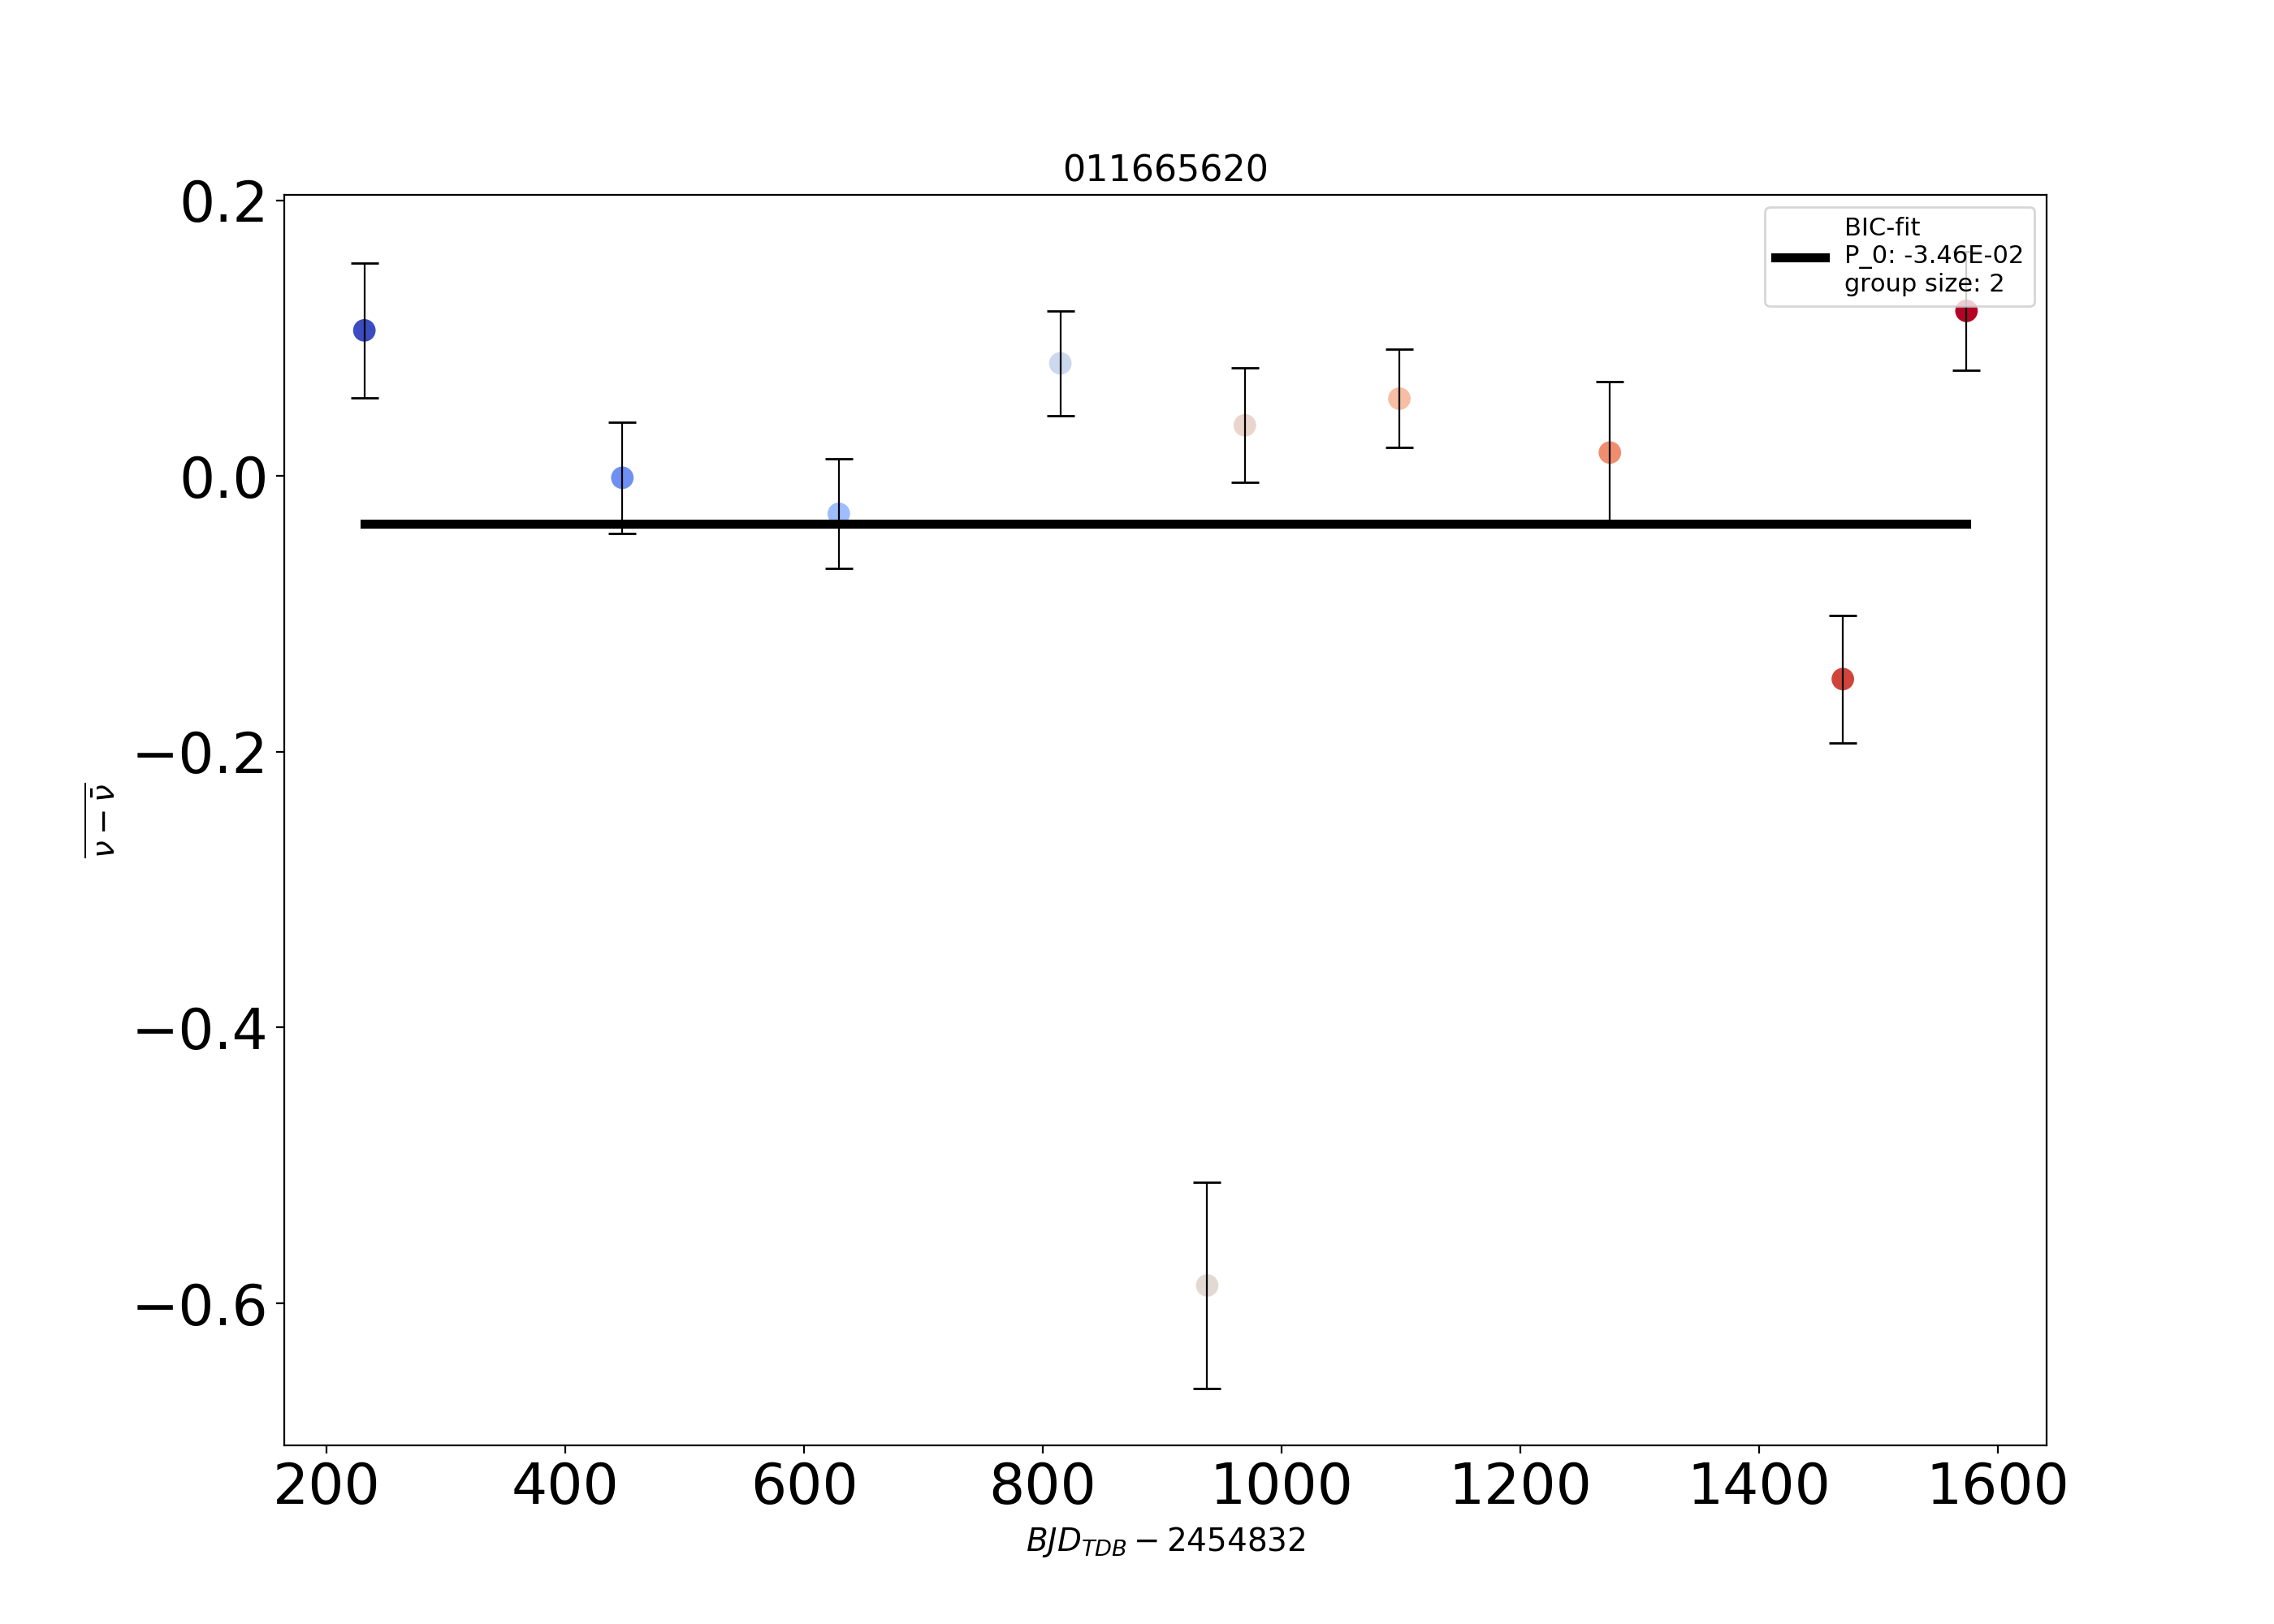 011665620
BIC-fit
P_0: -3.46E-02
group size: 2
0.2
0.0
−0.2
−0.4
−0.6
ν − ν̄
200 400 600 800 1000 1200 1400 1600
BJD_TDB − 2454832